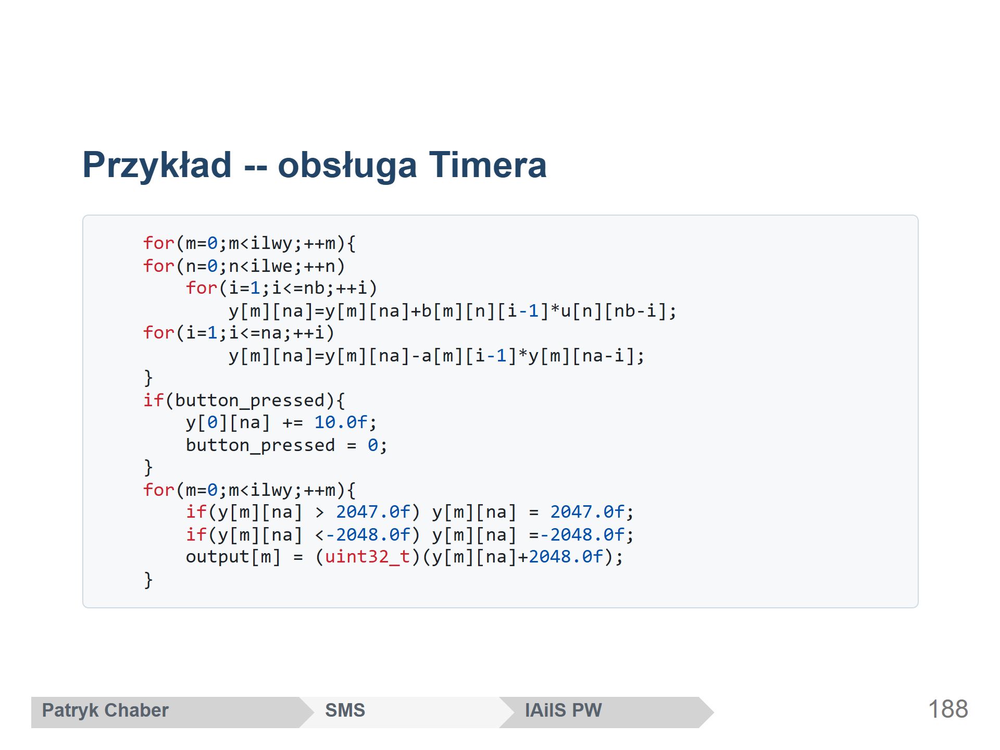 Przykład -- obsługa Timera
for(m=0;m<ilwy;++m){
for(n=0;n<ilwe;++n)
    for(i=1;i<=nb;++i)
        y[m][na]=y[m][na]+b[m][n][i-1]*u[n][nb-i];
for(i=1;i<=na;++i)
        y[m][na]=y[m][na]-a[m][i-1]*y[m][na-i];
}
if(button_pressed){
    y[0][na] += 10.0f;
    button_pressed = 0;
}
for(m=0;m<ilwy;++m){
    if(y[m][na] > 2047.0f) y[m][na] = 2047.0f;
    if(y[m][na] <-2048.0f) y[m][na] =-2048.0f;
    output[m] = (uint32_t)(y[m][na]+2048.0f);
}
Patryk Chaber
SMS
IAiIS PW
188